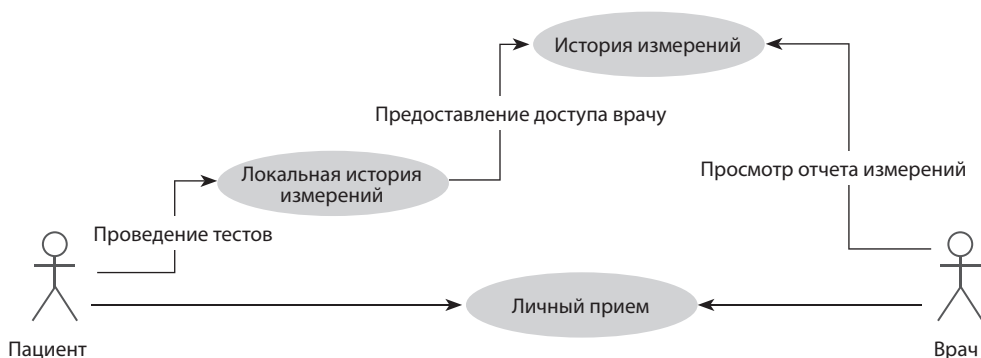 История измерений
Предоставление доступа врачу
Локальная история
измерений
Просмотр отчета измерений
Проведение тестов
Личный прием
Пациент
Врач